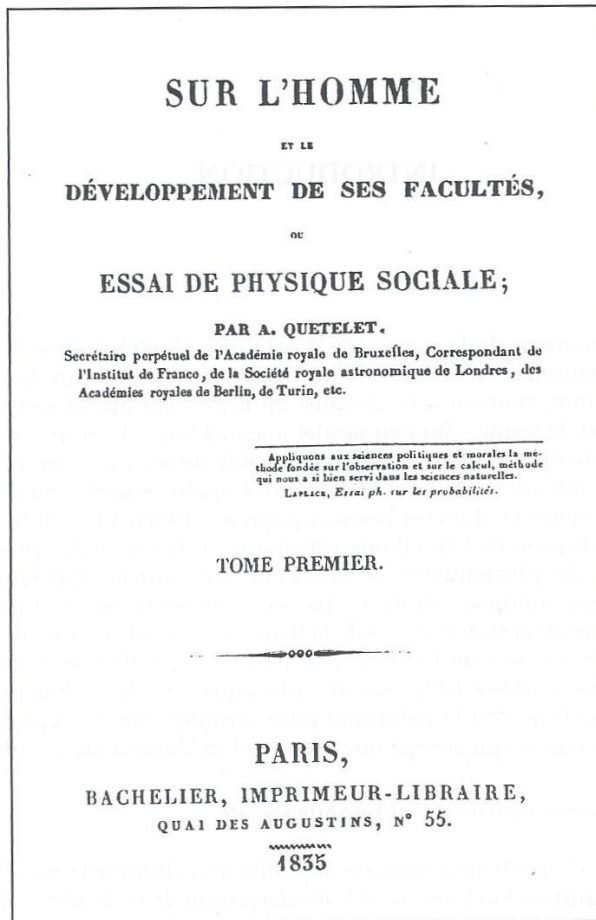 SUR L'HOMME
ET LE
DÉVELOPPEMENT DE SES FACULTÉS,
OU
ESSAI DE PHYSIQUE SOCIALE;
PAR A. QUETELET.
Secrétaire perpétuel de l'Académie royale de Bruxelles, Correspondant de
l'Institut de France, de la Société royale astronomique de Londres, des
Académies royales de Berlin, de Turin, etc.
Appliquons aux sciences politiques et morales la mé-
thode fondée sur l'observation et sur le calcul, méthode
qui nous a si bien servi dans les sciences naturelles.
LAPLACE, Essai ph. sur les probabilités.
TOME PREMIER.
PARIS,
BACHELIER, IMPRIMEUR-LIBRAIRE,
QUAI DES AUGUSTINS, N° 55.
1835